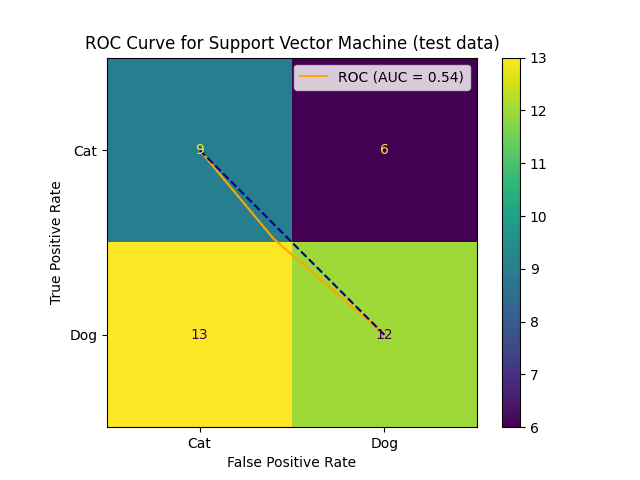 ROC Curve for Support Vector Machine (test data)
ROC (AUC = 0.54)
True Positive Rate
Cat
Dog
9
6
13
12
Cat
Dog
False Positive Rate
13
12
11
10
9
8
7
6